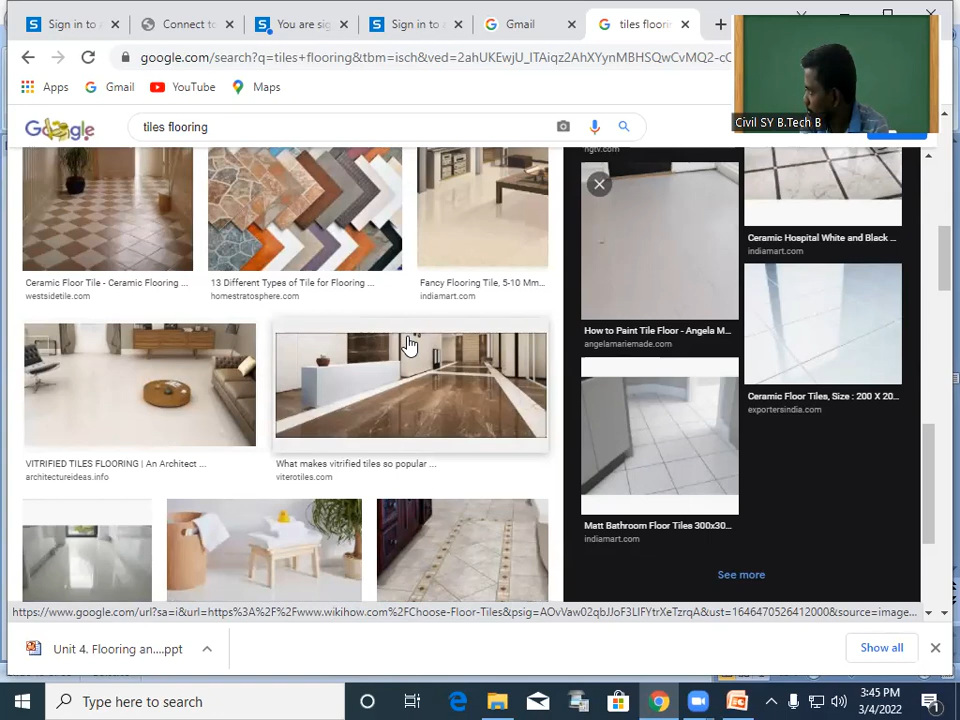 Sign in to a
Connect to
You are sig
Sign in to a
Gmail
tiles floorin
google.com/search?q=tiles+flooring&tbm=isch&ved=2ahUKEwjU_ITAiqz2AhXYynMBHSQwCvMQ2-cC
Civil SY B.Tech B
Apps
Gmail
YouTube
Maps
Google
tiles flooring
hgtv.com
Ceramic Floor Tile - Ceramic Flooring ...
westsidetile.com
13 Different Types of Tile for Flooring ...
homestratosphere.com
Fancy Flooring Tile, 5-10 Mm...
indiamart.com
VITRIFIED TILES FLOORING | An Architect ...
architectureideas.info
What makes vitrified tiles so popular ...
viterotiles.com
Ceramic Hospital White and Black ...
indiamart.com
How to Paint Tile Floor - Angela M...
angelamariemade.com
Ceramic Floor Tiles, Size : 200 X 20...
exportersindia.com
Matt Bathroom Floor Tiles 300x30...
indiamart.com
See more
https://www.google.com/url?sa=i&url=https%3A%2F%2Fwww.wikihow.com%2FChoose-Floor-Tiles&psig=AOvVaw02qbJJoF3LIFYtrXeTzrqA&ust=1646470526412000&source=image...
Unit 4. Flooring an....ppt
Show all
Type here to search
3:45 PM
3/4/2022
1